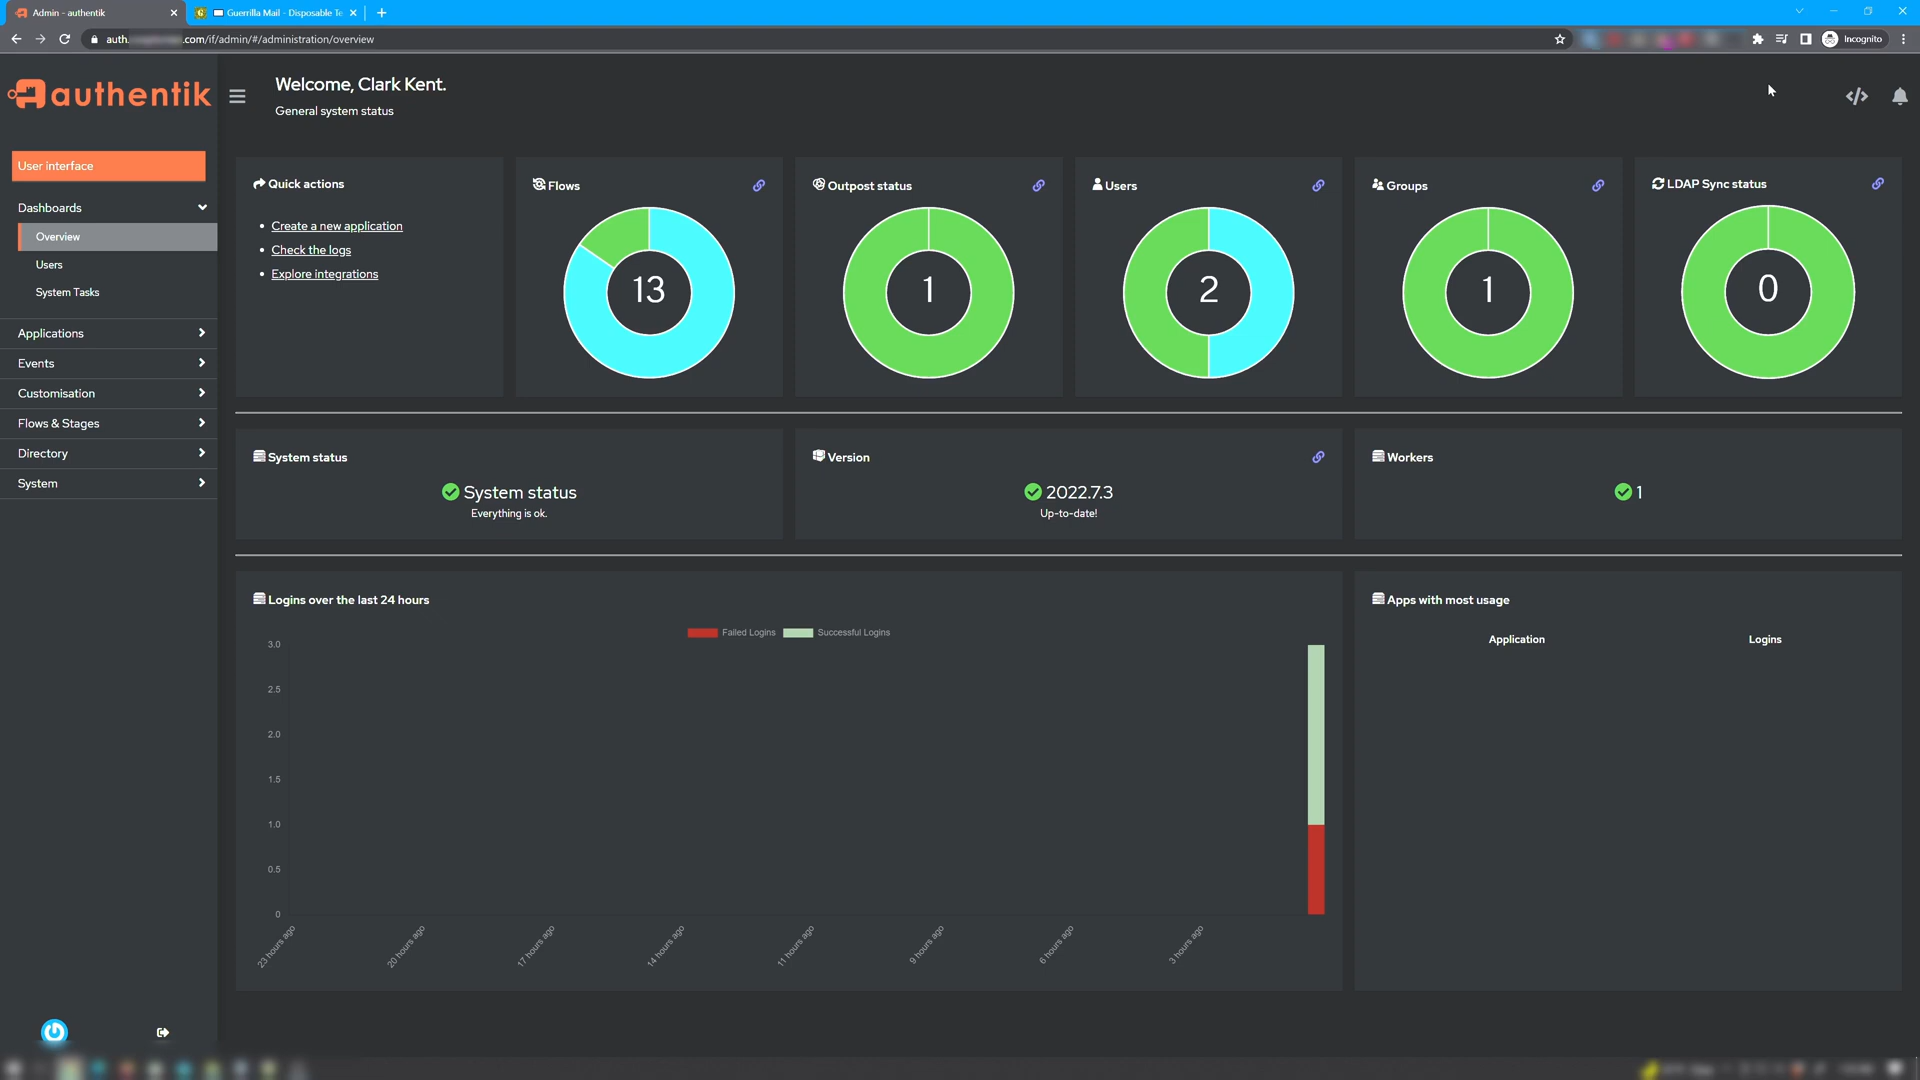 Admin - authentik
Guerrilla Mail - Disposable Te
auth. .com/if/admin/#/administration/overview
Incognito
authentik
Welcome, Clark Kent.
General system status
User interface
Dashboards
Overview
Users
System Tasks
Applications
Events
Customisation
Flows & Stages
Directory
System
Quick actions
Create a new application
Check the logs
Explore integrations
Flows
13
Outpost status
1
Users
2
Groups
1
LDAP Sync status
0
System status
System status
Everything is ok.
Version
2022.7.3
Up-to-date!
Workers
1
Logins over the last 24 hours
Failed Logins
Successful Logins
3.0
2.5
2.0
1.5
1.0
0.5
0
23 hours ago
20 hours ago
17 hours ago
14 hours ago
11 hours ago
9 hours ago
6 hours ago
3 hours ago
Apps with most usage
Application Logins